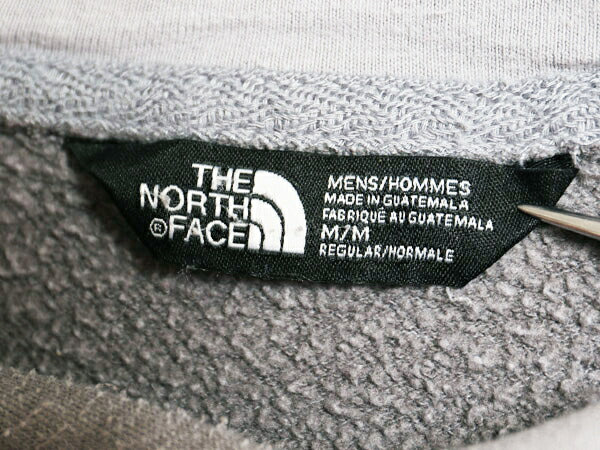 THE
NORTH
® FACE
MENS/HOMMES
MADE IN GUATEMALA
FABRIQUÉ AU GUATEMALA
M/M
REGULAR/NORMALE